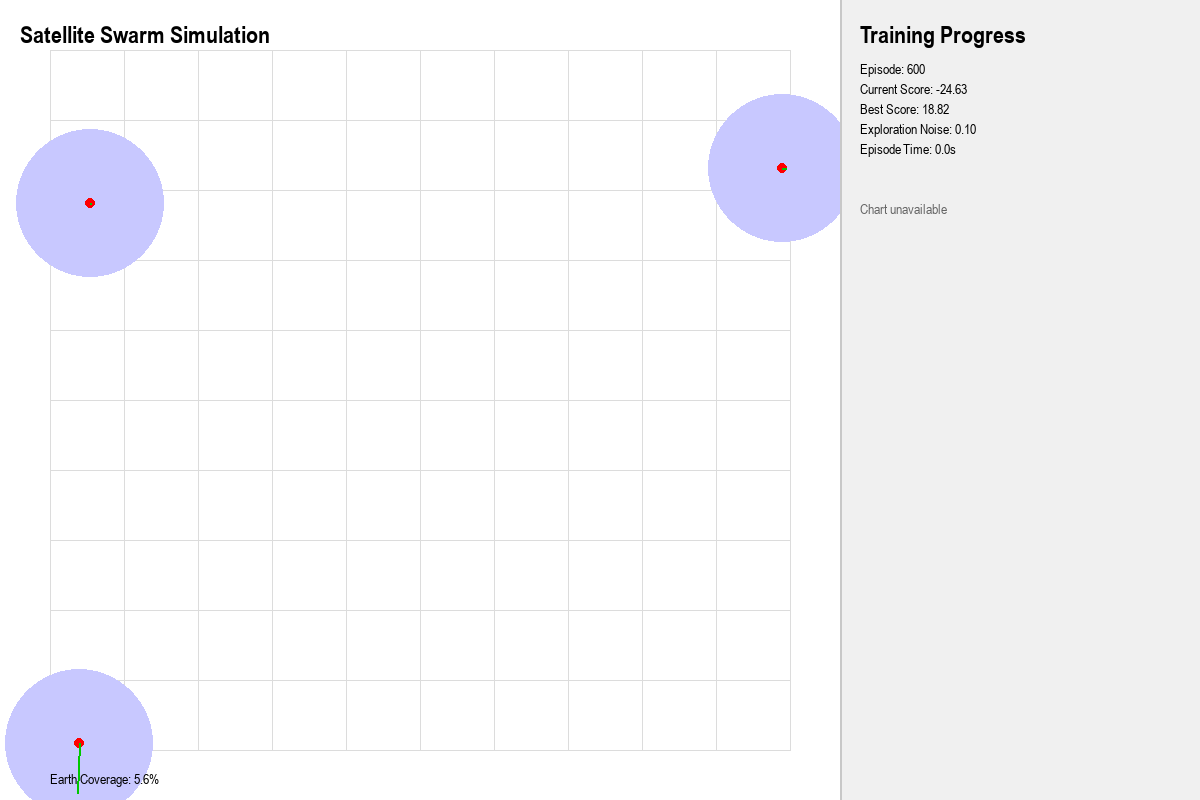 Satellite Swarm Simulation
Earth Coverage: 5.6%
Training Progress
Episode: 600
Current Score: -24.63
Best Score: 18.82
Exploration Noise: 0.10
Episode Time: 0.0s
Chart unavailable